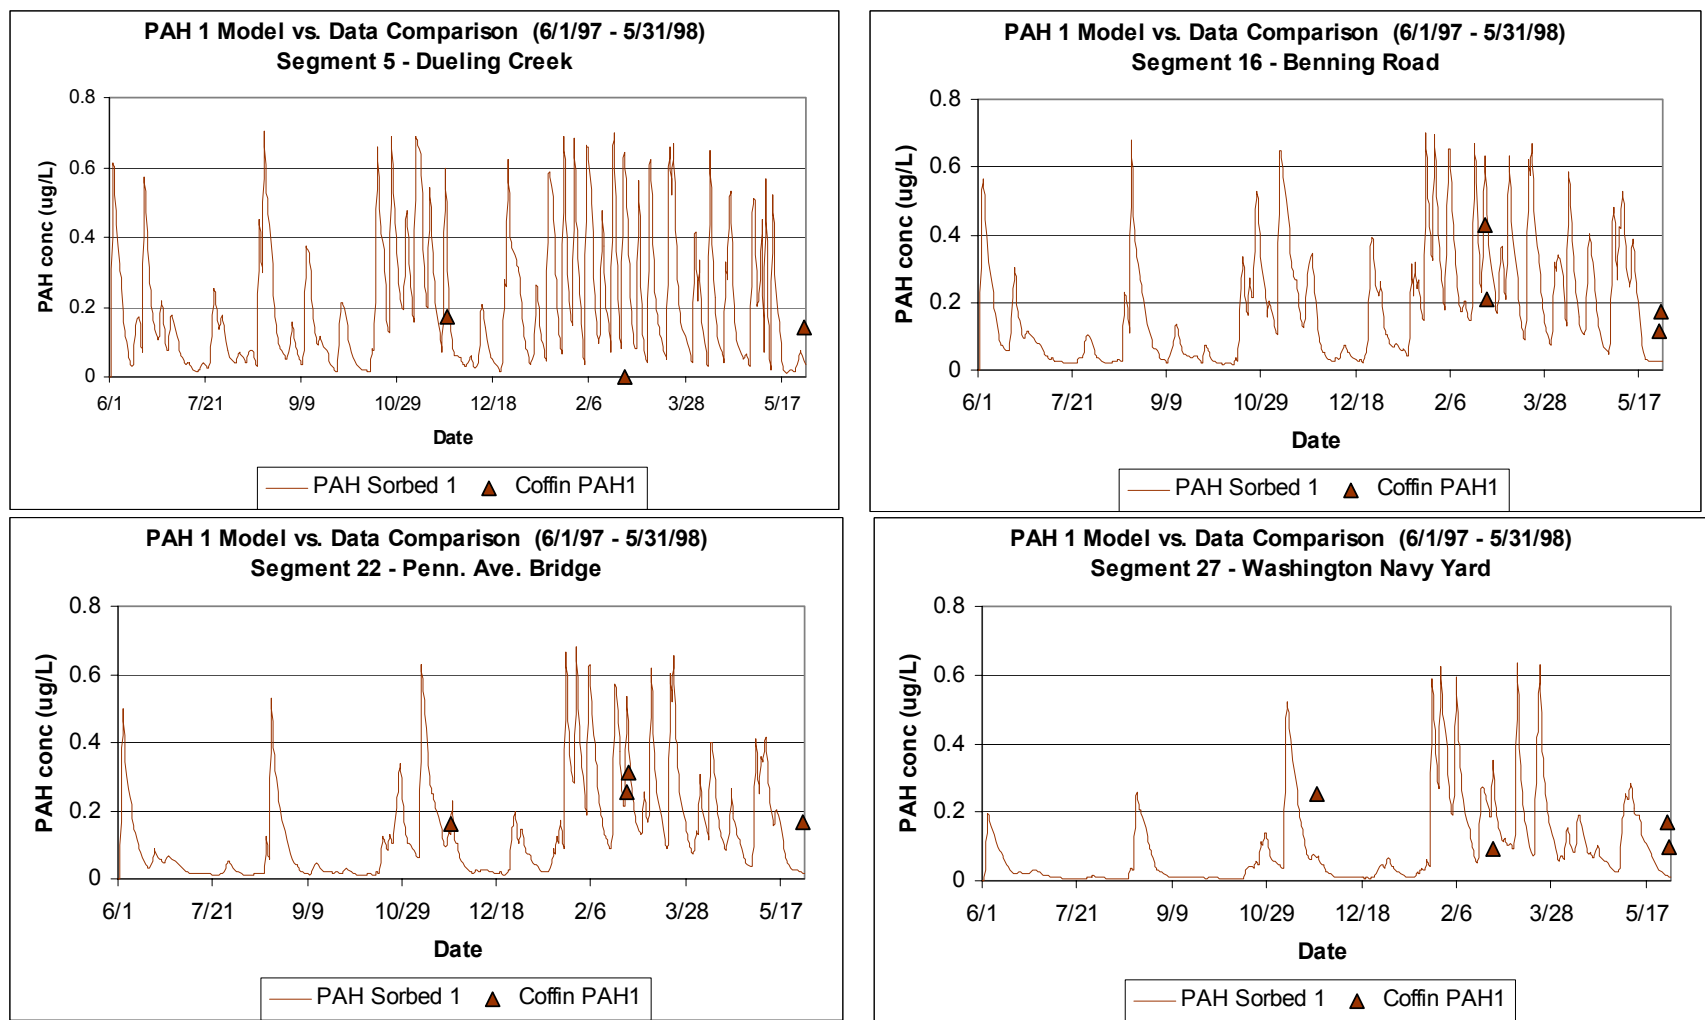 PAH 1 Model vs. Data Comparison (6/1/97 - 5/31/98)
Segment 5 - Dueling Creek
PAH conc (ug/L)
0.8
0.6
0.4
0.2
0
6/1 7/21 9/9 10/29 12/18 2/6 3/28 5/17
Date
PAH Sorbed 1 Coffin PAH1
PAH 1 Model vs. Data Comparison (6/1/97 - 5/31/98)
Segment 16 - Benning Road
PAH conc (ug/L)
0.8
0.6
0.4
0.2
0
6/1 7/21 9/9 10/29 12/18 2/6 3/28 5/17
Date
PAH Sorbed 1 Coffin PAH1
PAH 1 Model vs. Data Comparison (6/1/97 - 5/31/98)
Segment 22 - Penn. Ave. Bridge
PAH conc (ug/L)
0.8
0.6
0.4
0.2
0
6/1 7/21 9/9 10/29 12/18 2/6 3/28 5/17
Date
PAH Sorbed 1 Coffin PAH1
PAH 1 Model vs. Data Comparison (6/1/97 - 5/31/98)
Segment 27 - Washington Navy Yard
PAH conc (ug/L)
0.8
0.6
0.4
0.2
0
6/1 7/21 9/9 10/29 12/18 2/6 3/28 5/17
Date
PAH Sorbed 1 Coffin PAH1